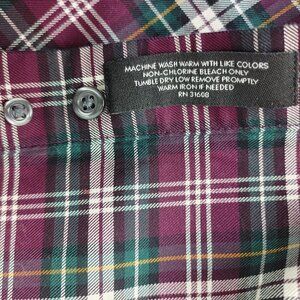 MACHINE WASH WARM WITH LIKE COLORS
NON-CHLORINE BLEACH ONLY
TUMBLE DRY LOW REMOVE PROMPTLY
WARM IRON IF NEEDED
RN 31608